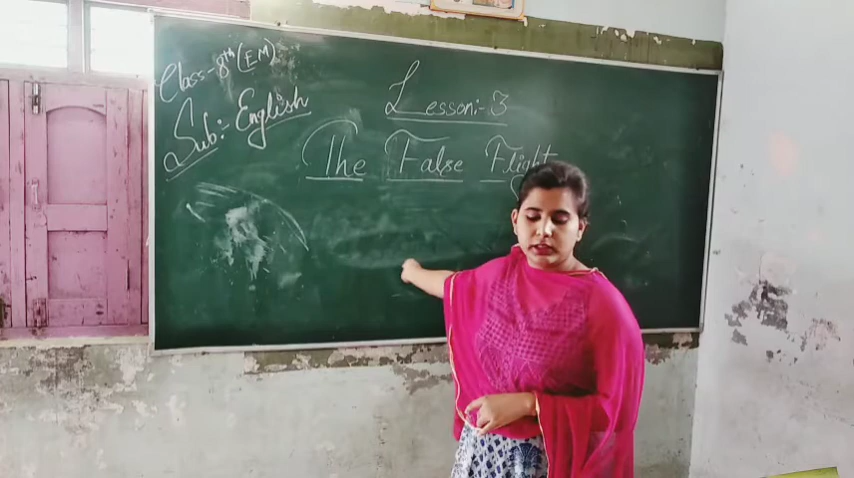 Class-8th (EM)
Sub:- English
Lesson:-3
The False Flight